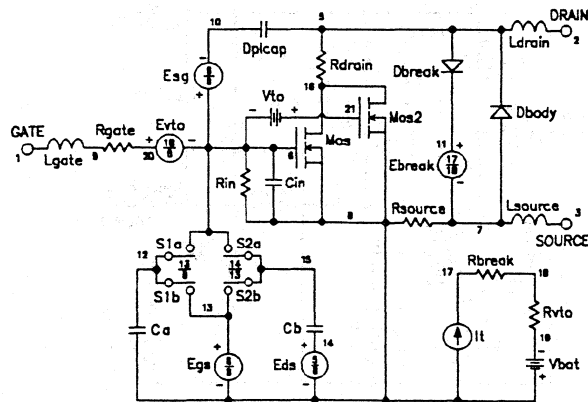 10
5
DRAIN
Dplcap
Ldrain
2
Esg
Rdrain
Dbreak
16
Vto
21
Mos2
Dbody
GATE
Rgate
Evto
11
1
Lgate
9
20
6
Mos
Ebreak
17
18
Rin
Cin
Lsource
8
Rsource
7
3
SOURCE
S1a
S2a
12
15
13
8
14
13
S1b
S2b
13
17
Rbreak
18
Ca
Cb
Rvto
14
It
19
Egs
Eds
Vbat